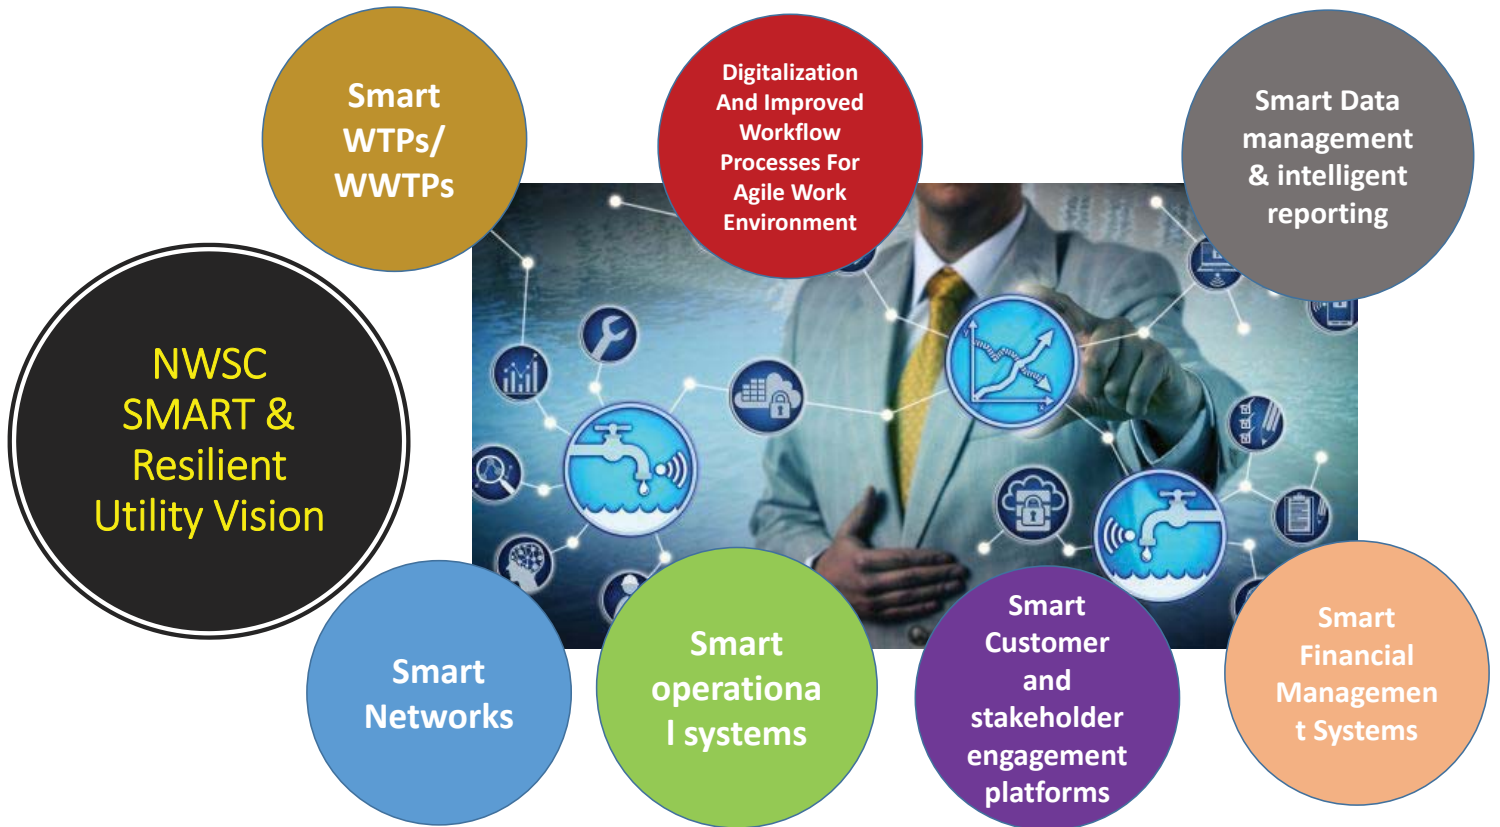 Smart
WTPs/
WWTPs
Digitalization
And Improved
Workflow
Processes For
Agile Work
Environment
Smart Data
management
& intelligent
reporting
NWSC
SMART &
Resilient
Utility Vision
Smart
Networks
Smart
operationa
l systems
Smart
Customer
and
stakeholder
engagement
platforms
Smart
Financial
Managemen
t Systems